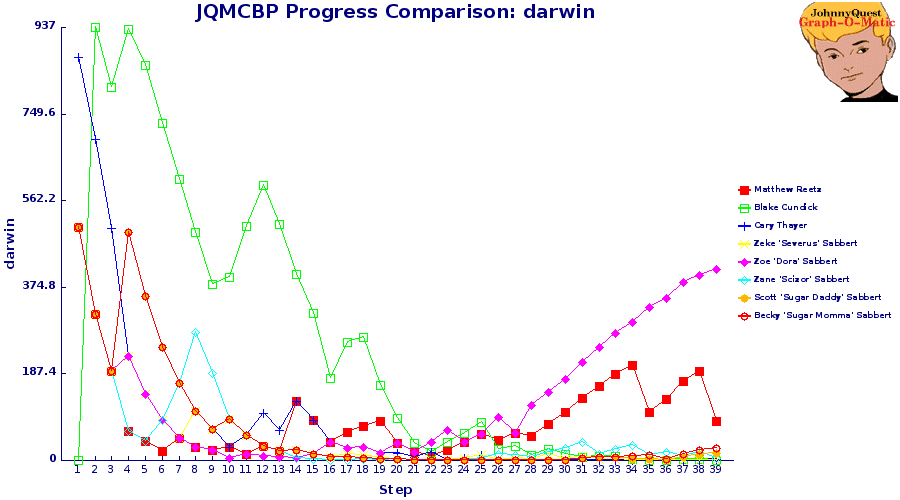 JQMCBP Progress Comparison: darwin
JohnnyQuest
Graph-O-Matic
937
749.6
562.2
374.8
187.4
0
darwin
1 2 3 4 5 6 7 8 9 10 11 12 13 14 15 16 17 18 19 20 21 22 23 24 25 26 27 28 29 30 31 32 33 34 35 36 37 38 39
Step
Matthew Reetz
Blake Cundick
Cary Thayer
Zeke 'Severus' Sabbert
Zoe 'Dora' Sabbert
Zane 'Scizor' Sabbert
Scott 'Sugar Daddy' Sabbert
Becky 'Sugar Momma' Sabbert